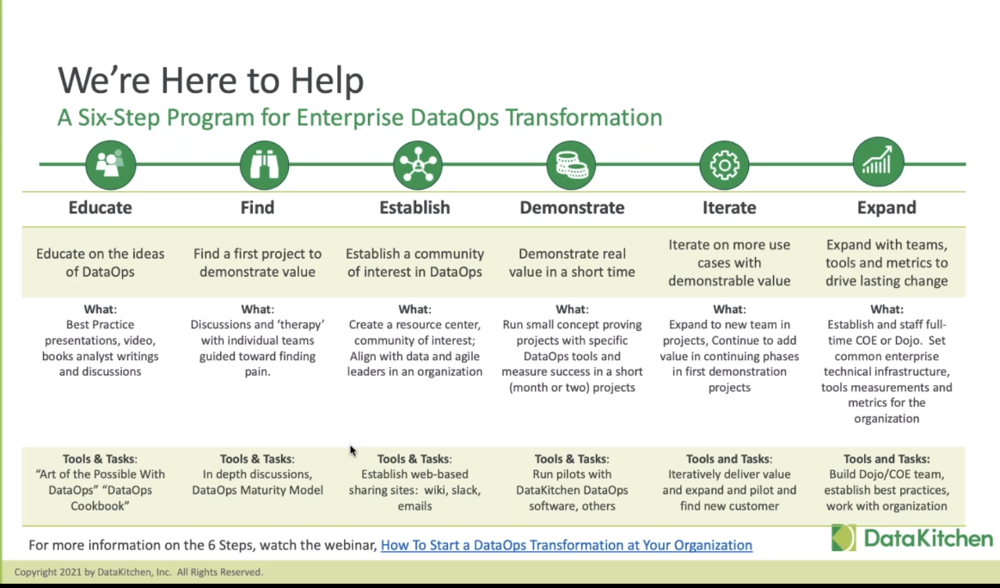 We're Here to Help
A Six-Step Program for Enterprise DataOps Transformation
Educate
Find
Establish
Demonstrate
Iterate
Expand
Educate on the ideas
of DataOps
Find a first project to
demonstrate value
Establish a community
of interest in DataOps
Demonstrate real
value in a short time
Iterate on more use
cases with
demonstrable value
Expand with teams,
tools and metrics to
drive lasting change
What:
Best Practice
presentations, video,
books analyst writings
and discussions
What:
Discussions and ‘therapy’
with individual teams
guided toward finding
pain.
What:
Create a resource center,
community of interest;
Align with data and agile
leaders in an organization
What:
Run small concept proving
projects with specific
DataOps tools and
measure success in a short
(month or two) projects
What:
Expand to new team in
projects, Continue to add
value in continuing phases
in first demonstration
projects
What:
Establish and staff full-
time COE or Dojo.  Set
common enterprise
technical infrastructure,
tools measurements and
metrics for the
organization
Tools & Tasks:
“Art of the Possible With
DataOps” “DataOps
Cookbook”
Tools & Tasks:
In depth discussions,
DataOps Maturity Model
Tools & Tasks:
Establish web-based
sharing sites:  wiki, slack,
emails
Tools & Tasks:
Run pilots with
DataKitchen DataOps
software, others
Tools and Tasks:
Iteratively deliver value
and expand and pilot and
find new customer
Tools and Tasks:
Build Dojo/COE team,
establish best practices,
work with organization
For more information on the 6 Steps, watch the webinar, How To Start a DataOps Transformation at Your Organization
DataKitchen
Copyright 2021 by DataKitchen, Inc.  All Rights Reserved.